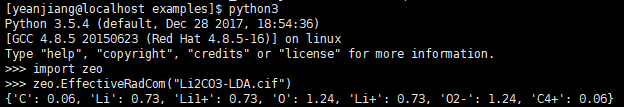 [yeanjiang@localhost examples]$ python3
Python 3.5.4 (default, Dec 28 2017, 18:54:36)
[GCC 4.8.5 20150623 (Red Hat 4.8.5-16)] on linux
Type "help", "copyright", "credits" or "license" for more information.
>>> import zeo
>>> zeo.EffectiveRadCom("Li2CO3-LDA.cif")
{'C': 0.06, 'Li': 0.73, 'Li1+': 0.73, 'O': 1.24, 'Li+': 0.73, 'O2-': 1.24, 'C4+': 0.06}